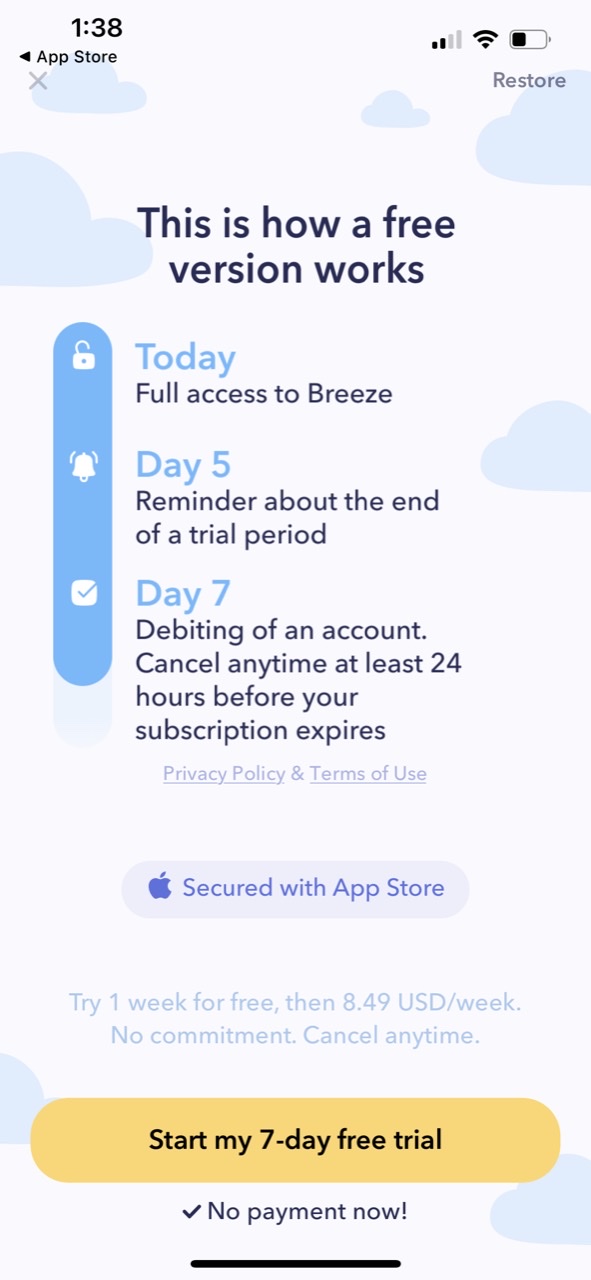 1:38
◀ App Store
Restore
This is how a free
version works
Today
Full access to Breeze
Day 5
Reminder about the end
of a trial period
Day 7
Debiting of an account.
Cancel anytime at least 24
hours before your
subscription expires
Privacy Policy & Terms of Use
Secured with App Store
Try 1 week for free, then 8.49 USD/week.
No commitment. Cancel anytime.
Start my 7-day free trial
✓ No payment now!